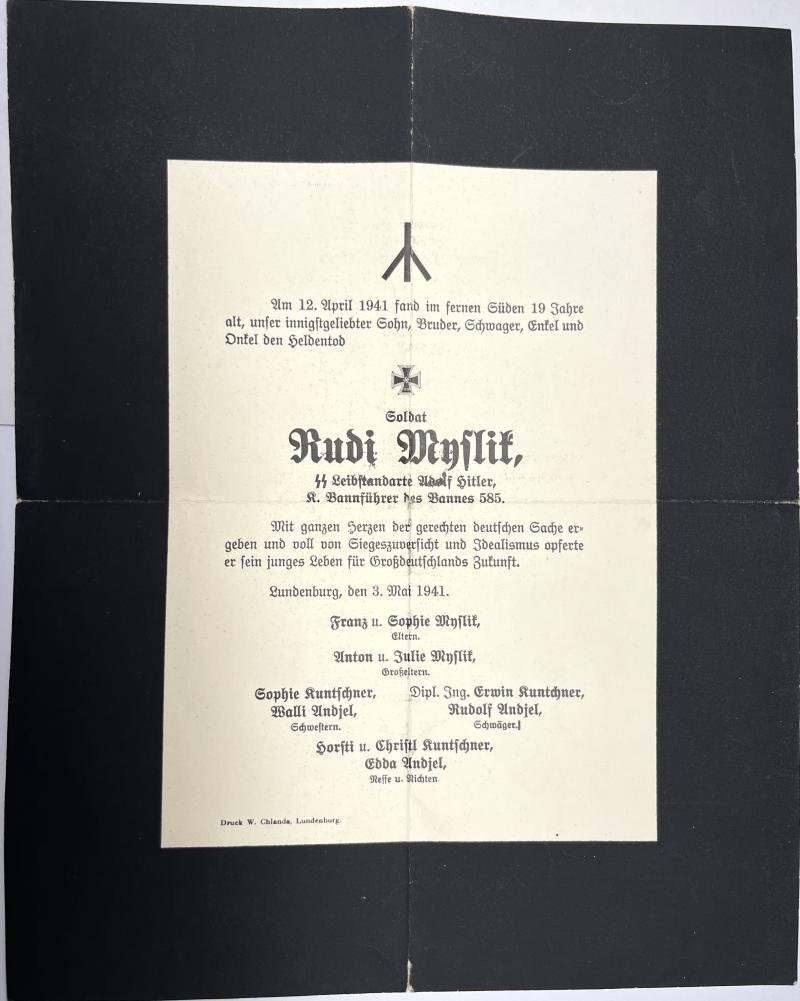 Am 12. April 1941 fand im fernen Süden 19 Jahre
alt, unser innigstgeliebter Sohn, Bruder, Schwager, Enkel und
Onkel den Heldentod
Soldat
Rudi Myslik,
SS Leibstandarte Adolf Hitler,
K. Bannführer des Bannes 585.
Mit ganzen Herzen der gerechten deutschen Sache er-
geben und voll von Siegeszuversicht und Idealismus opferte
er sein junges Leben für Großdeutschlands Zukunft.
Lundenburg, den 3. Mai 1941.
Franz u. Sophie Myslik,
Eltern.
Anton u. Julie Myslik,
Großeltern.
Sophie Kuntschner, Dipl. Ing. Erwin Kuntchner,
Walli Andjel, Rudolf Andjel,
Schwestern. Schwäger.
Horsti u. Christl Kuntschner,
Edda Andjel,
Neffe u. Nichten.
Druck W. Chlanda, Lundenburg.